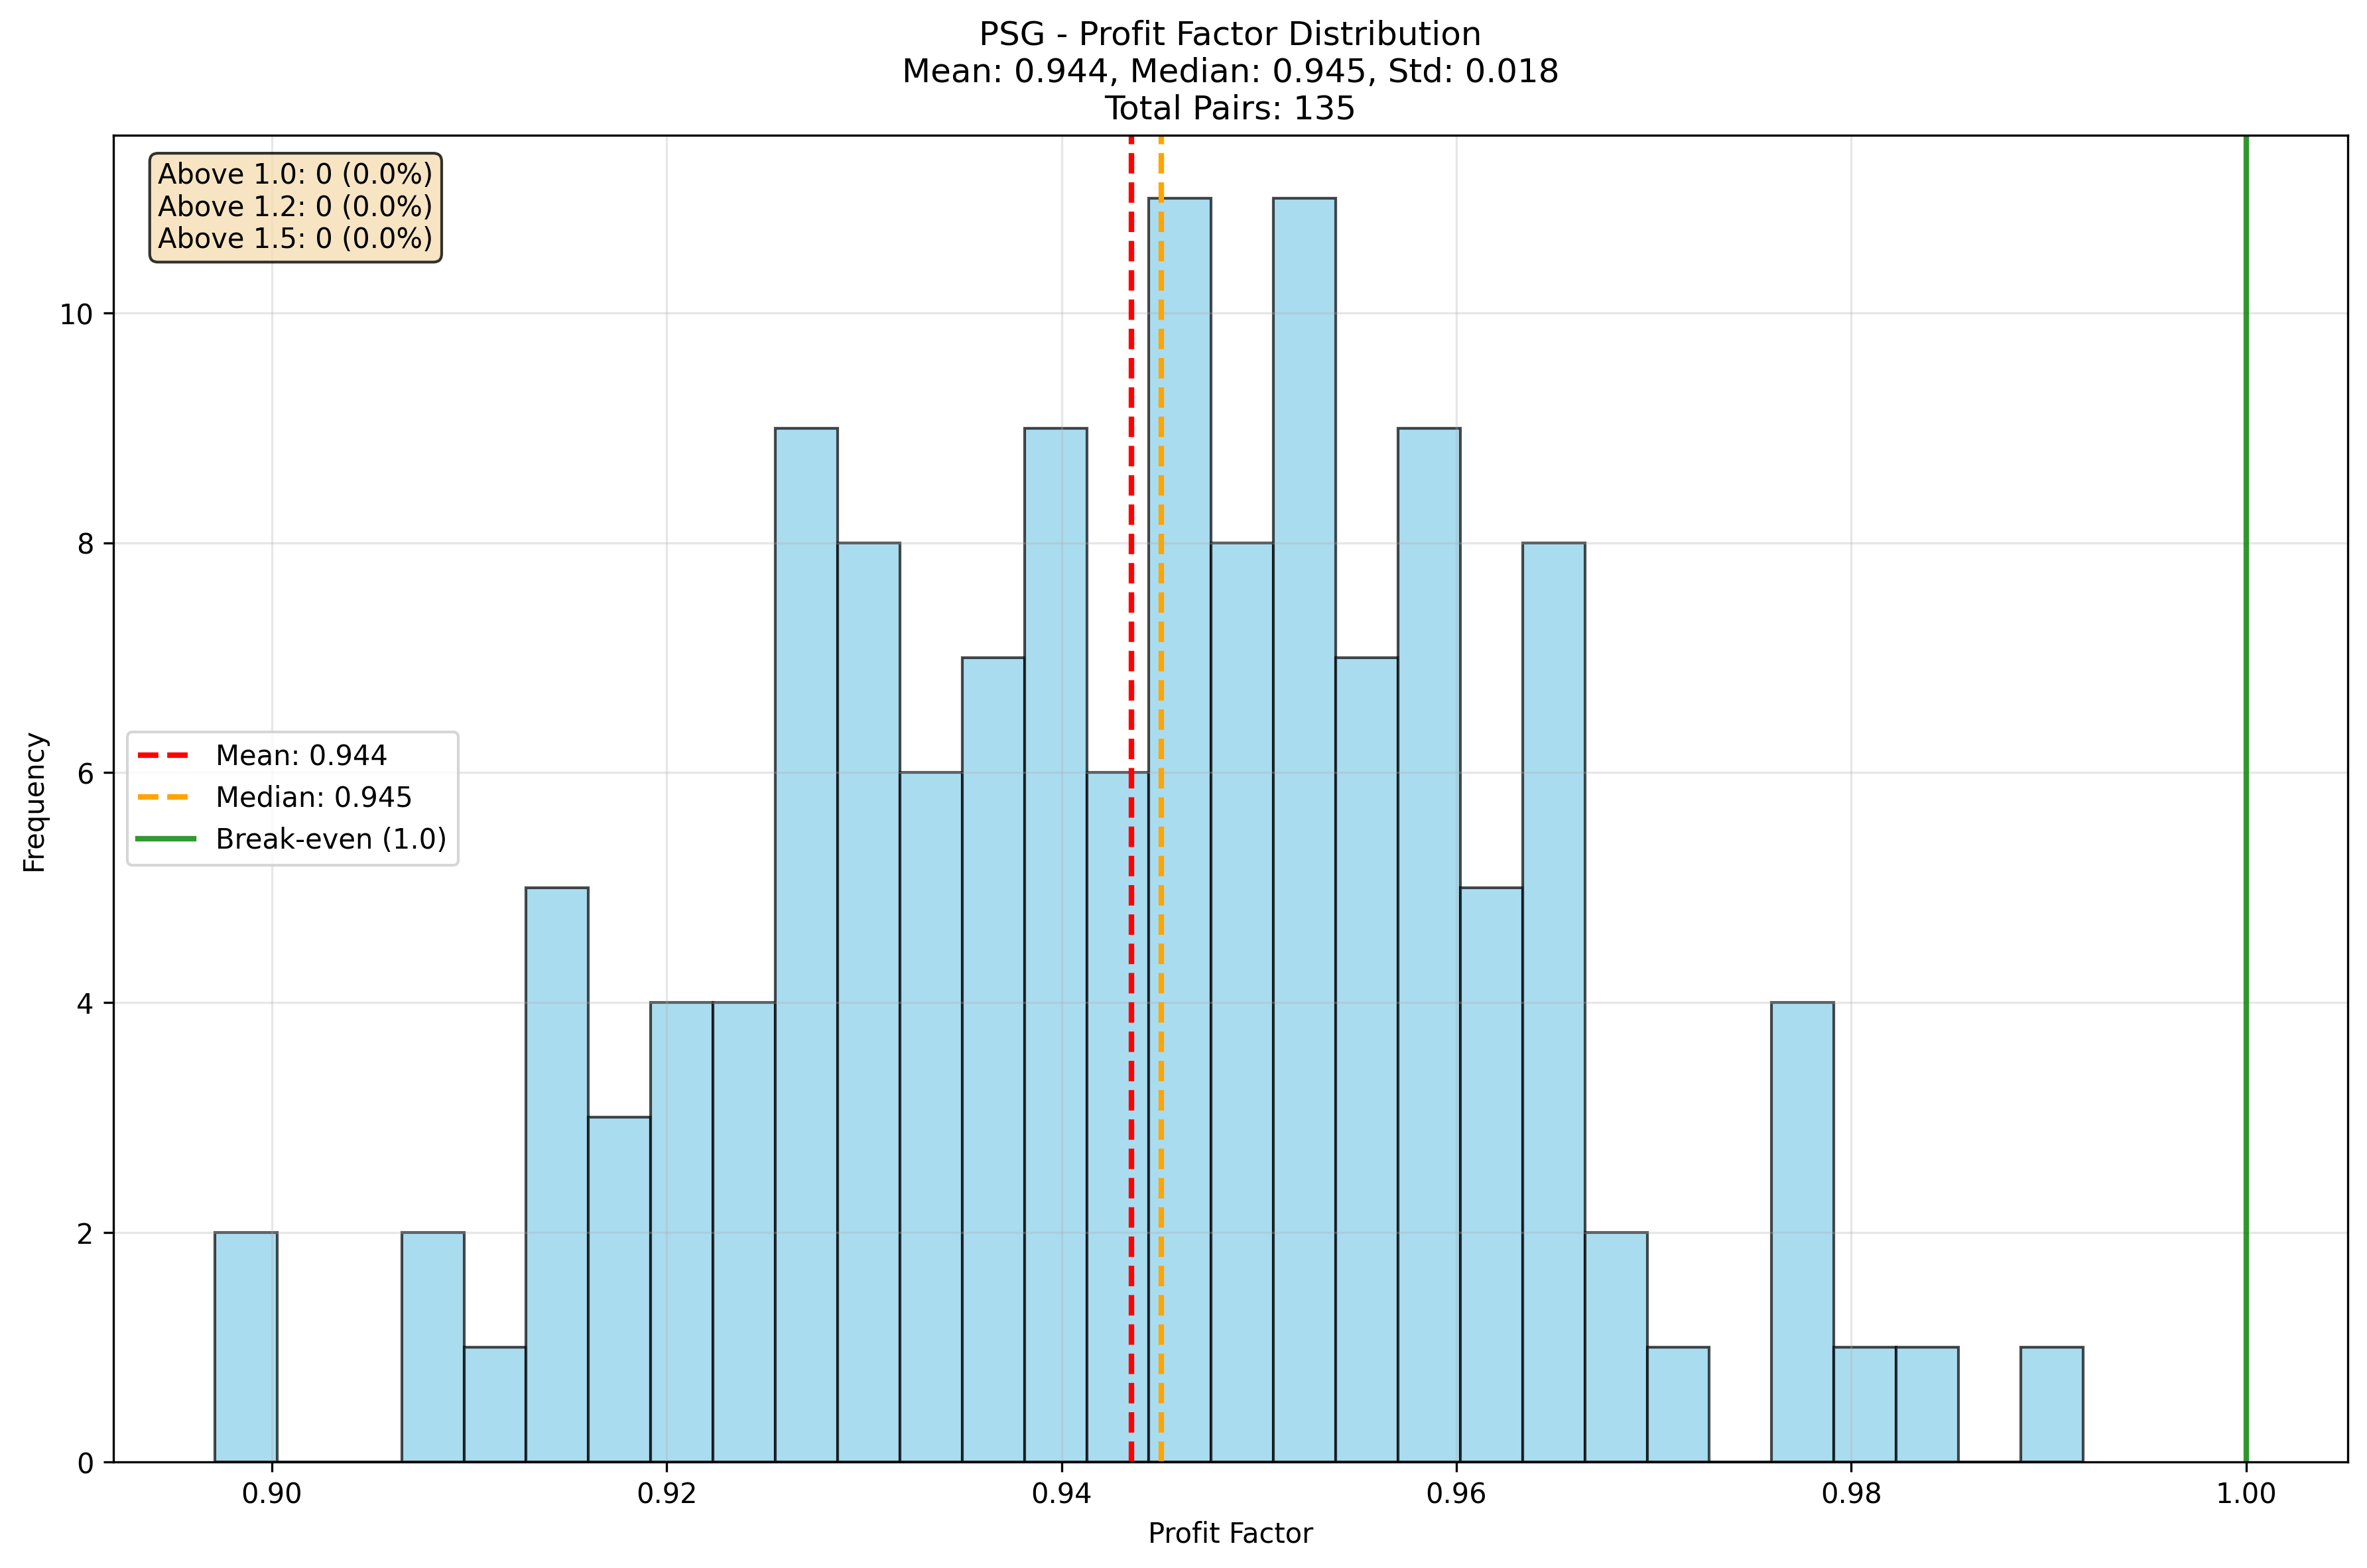 PSG - Profit Factor Distribution
Mean: 0.944, Median: 0.945, Std: 0.018
Total Pairs: 135
Above 1.0: 0 (0.0%)
Above 1.2: 0 (0.0%)
Above 1.5: 0 (0.0%)
10
8
6
4
2
0
Frequency
Mean: 0.944
Median: 0.945
Break-even (1.0)
0.90
0.92
0.94
0.96
0.98
1.00
Profit Factor